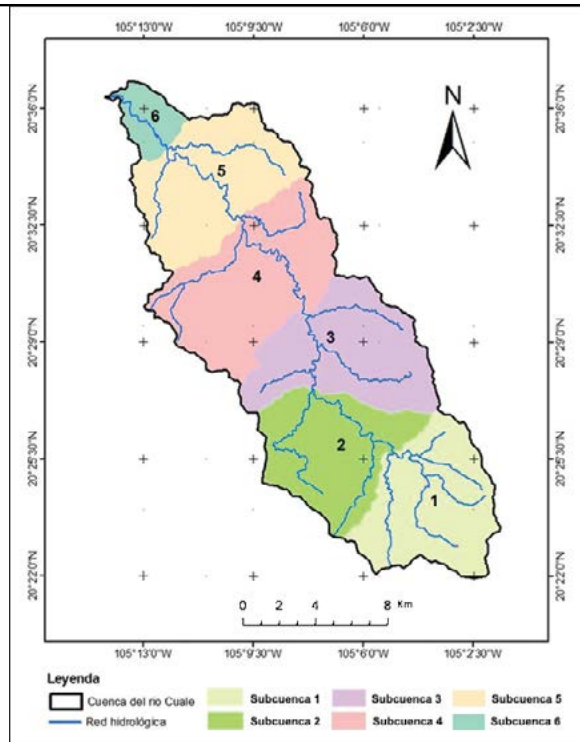 105°13'0"W 105°9'30"W 105°6'0"W 105°2'30"W
N
20°36'0"N 20°36'0"N
20°32'30"N 20°32'30"N
20°29'0"N 20°29'0"N
20°25'30"N 20°25'30"N
20°22'0"N 20°22'0"N
6
5
4
3
2
1
0 2 4 8 Km
105°13'0"W 105°9'30"W 105°6'0"W 105°2'30"W
Leyenda
Cuenca del rio Cuale Subcuenca 1 Subcuenca 3 Subcuenca 5
Red hidrológica Subcuenca 2 Subcuenca 4 Subcuenca 6